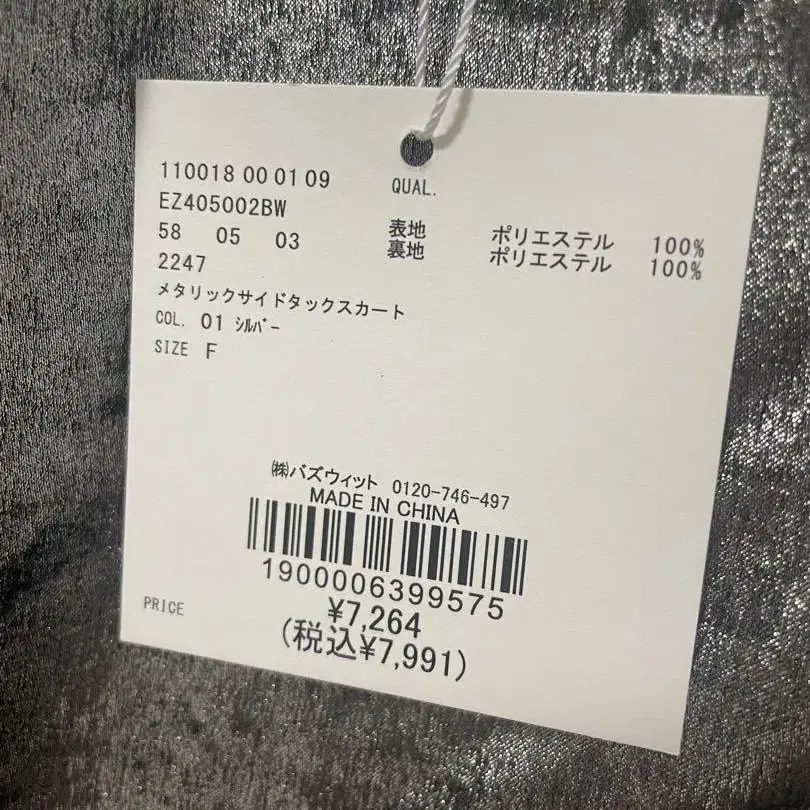 110018 00 01 09
EZ405002BW
58 05 03
2247
メタリックサイドタックスカート
COL. 01 ｼﾙﾊﾞｰ
SIZE F
QUAL.
表地 ポリエステル 100%
裏地 ポリエステル 100%
㈱バズウィット 0120-746-497
MADE IN CHINA
1900006399575
PRICE ¥7,264
(税込¥7,991)